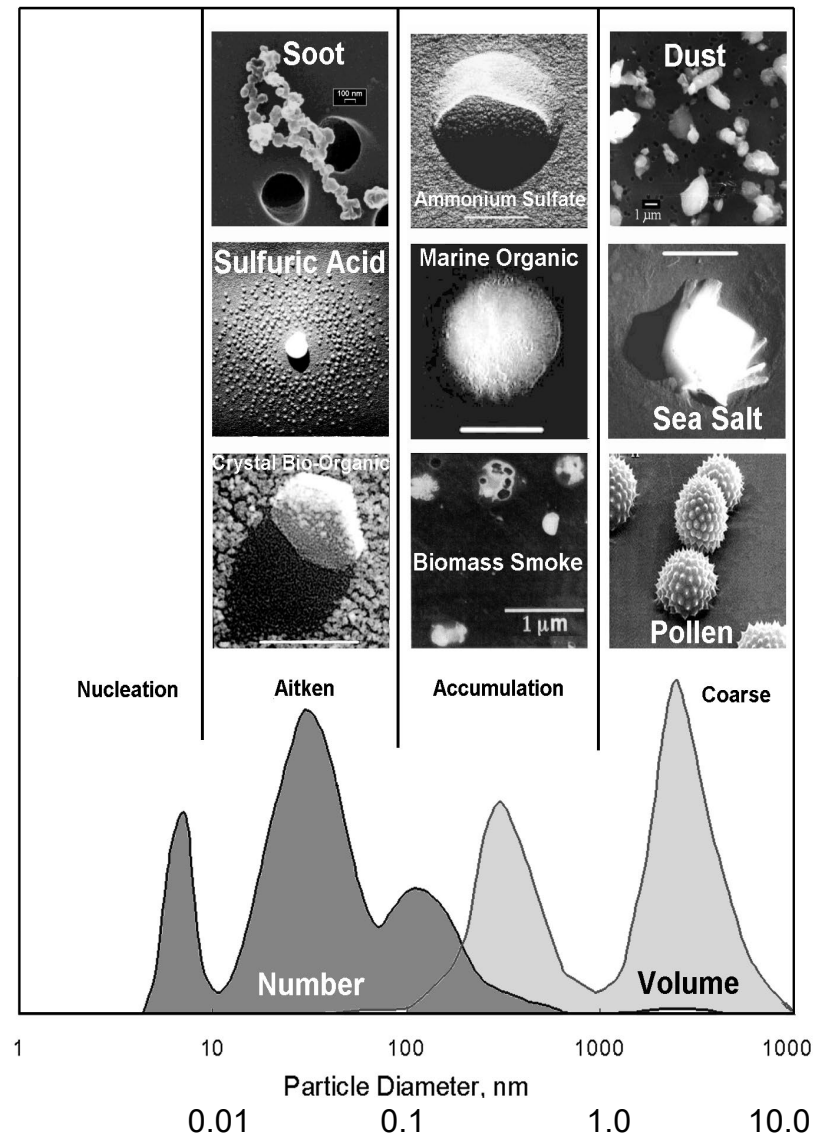 Soot
100 nm
Ammonium Sulfate
Dust
1 µm
Sulfuric Acid
Marine Organic
Sea Salt
Crystal Bio-Organic
Biomass Smoke
1 µm
Pollen
Nucleation
Aitken
Accumulation
Coarse
Number
Volume
1 10 100 1000 1000
Particle Diameter, nm
0.01 0.1 1.0 10.0